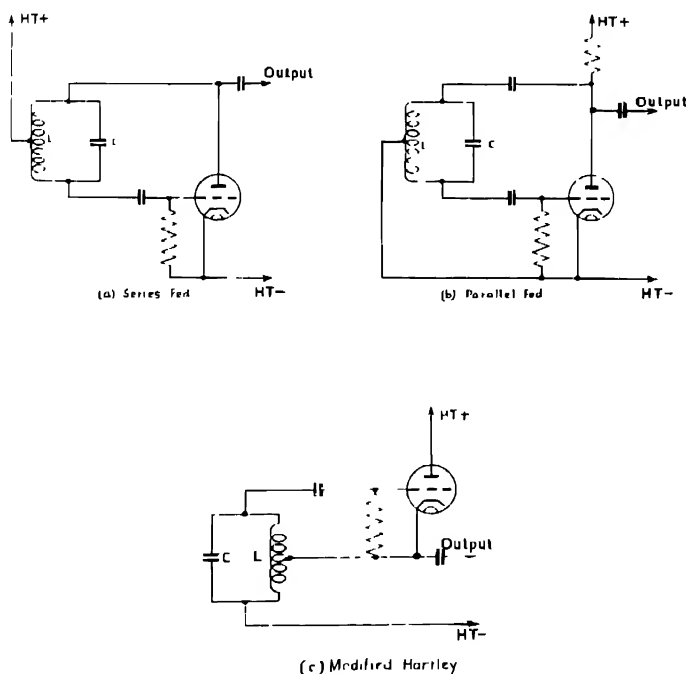 HT+
Output
L
(a) Series Fed
HT-
HT+
Output
L
C
(b) Parallel Fed
HT-
HT+
Output
C
L
HT-
(c) Modified Hartley